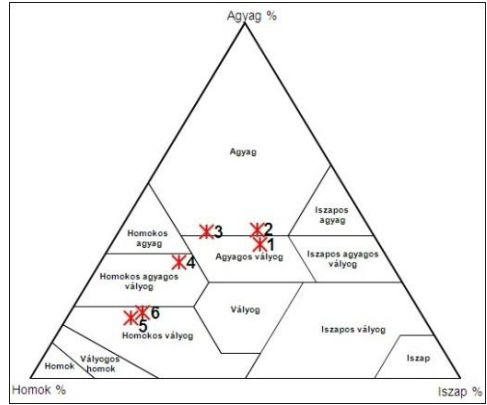 Agyag %
Agyag
Iszapos
agyag
Homokos
agyag
3
2
1
Agyagos vályog
Iszapos agyagos
vályog
4
Homokos agyagos
vályog
6
5
Homokos vályog
Vályog
Iszapos vályog
Homok
Vályogos
homok
Iszap
Homok %
Iszap %